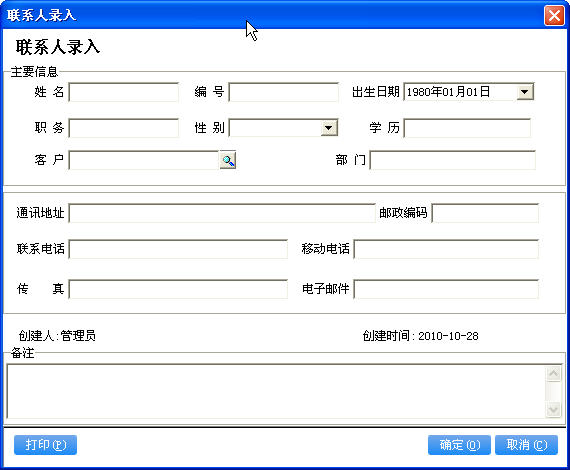 联系人录入
联系人录入
主要信息
姓 名 编 号 出生日期 1980年01月01日
职 务 性 别 学 历
客 户 部 门
通讯地址 邮政编码
联系电话 移动电话
传 真 电子邮件
创建人:管理员 创建时间:2010-10-28
备注
打印(P) 确定(O) 取消(C)